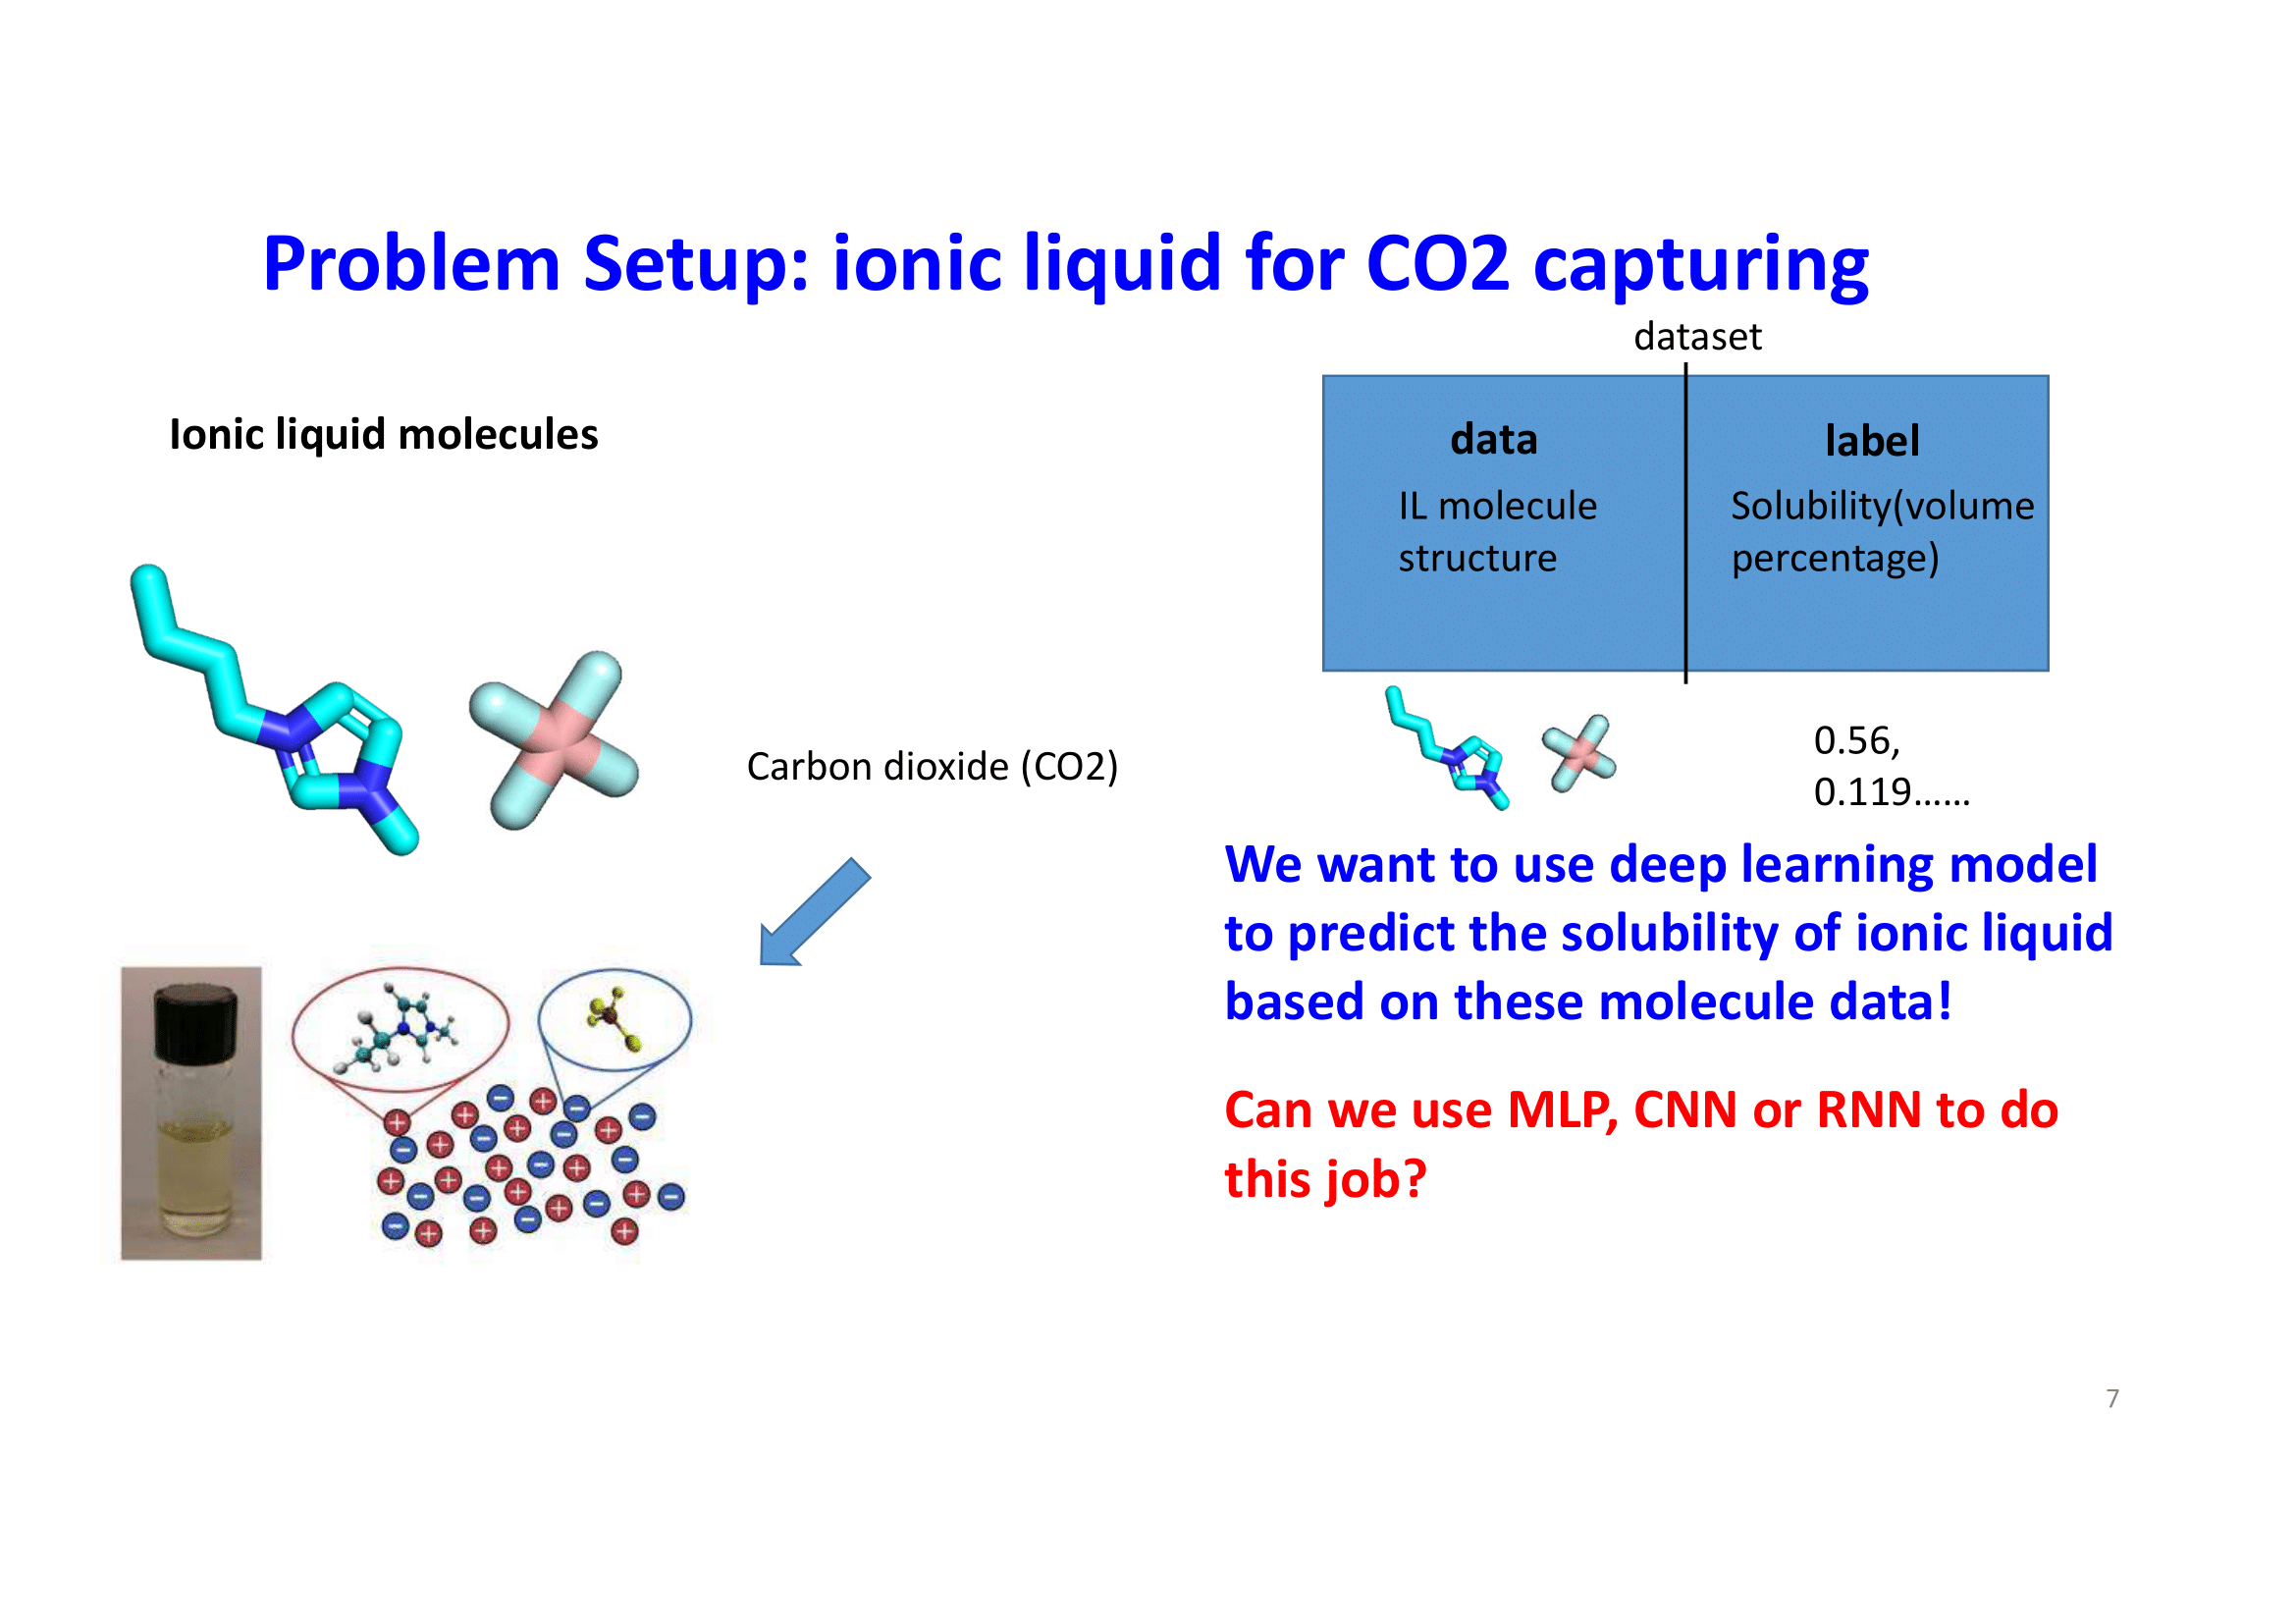 Problem Setup: ionic liquid for CO2 capturing
Ionic liquid molecules
Carbon dioxide (CO2)
dataset
data
label
IL molecule
structure
Solubility(volume
percentage)
0.56,
0.119......
We want to use deep learning model
to predict the solubility of ionic liquid
based on these molecule data!
Can we use MLP, CNN or RNN to do
this job?
7